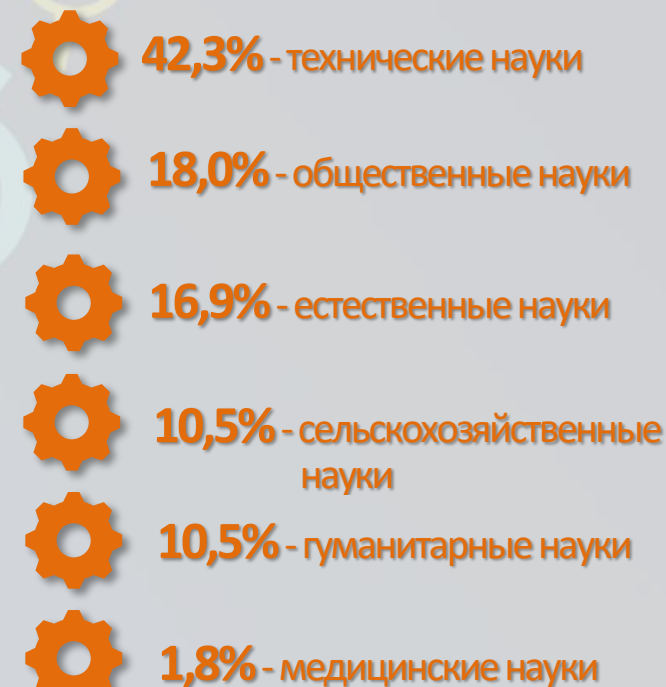 42,3% - технические науки
18,0% - общественные науки
16,9% - естественные науки
10,5% - сельскохозяйственные
науки
10,5% - гуманитарные науки
1,8% - медицинские науки